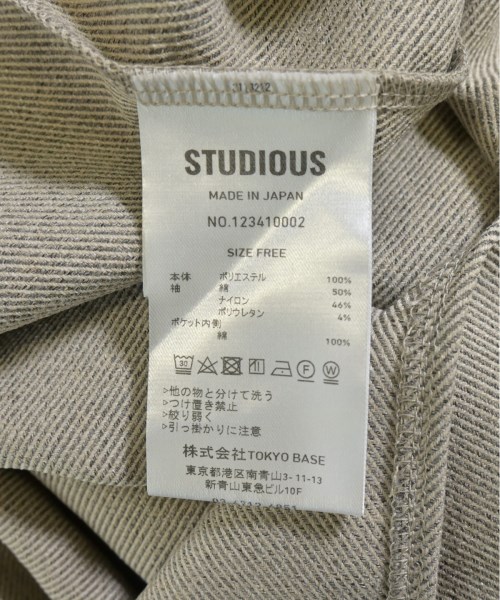 STUDIOUS
MADE IN JAPAN
NO.123410002
SIZE FREE
本体 ポリエステル 100%
袖 綿 50%
ナイロン 46%
ポリウレタン 4%
ポケット内側
綿 100%
30
F W
>他の物と分けて洗う
>つけ置き禁止
>絞り弱く
>引っ掛かりに注意
株式会社TOKYO BASE
東京都港区南青山3-11-13
新青山東急ビル10F